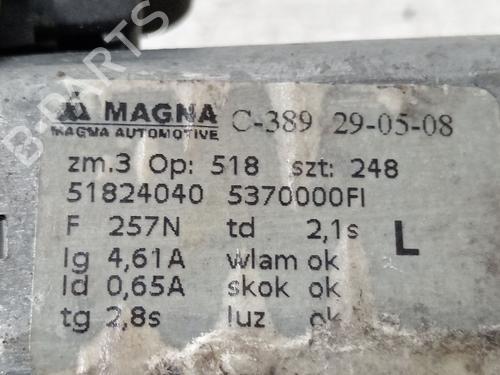 MAGNA C-389 29-05-08
MAGNA AUTOMOTIVE
zm.3 Op: 518 szt: 248
51824040 5370000FI
F 257N td 2,1s
L
Ig 4,61A wlam ok
Id 0,65A skok ok
tg 2,8s luz ok
B-PARTS